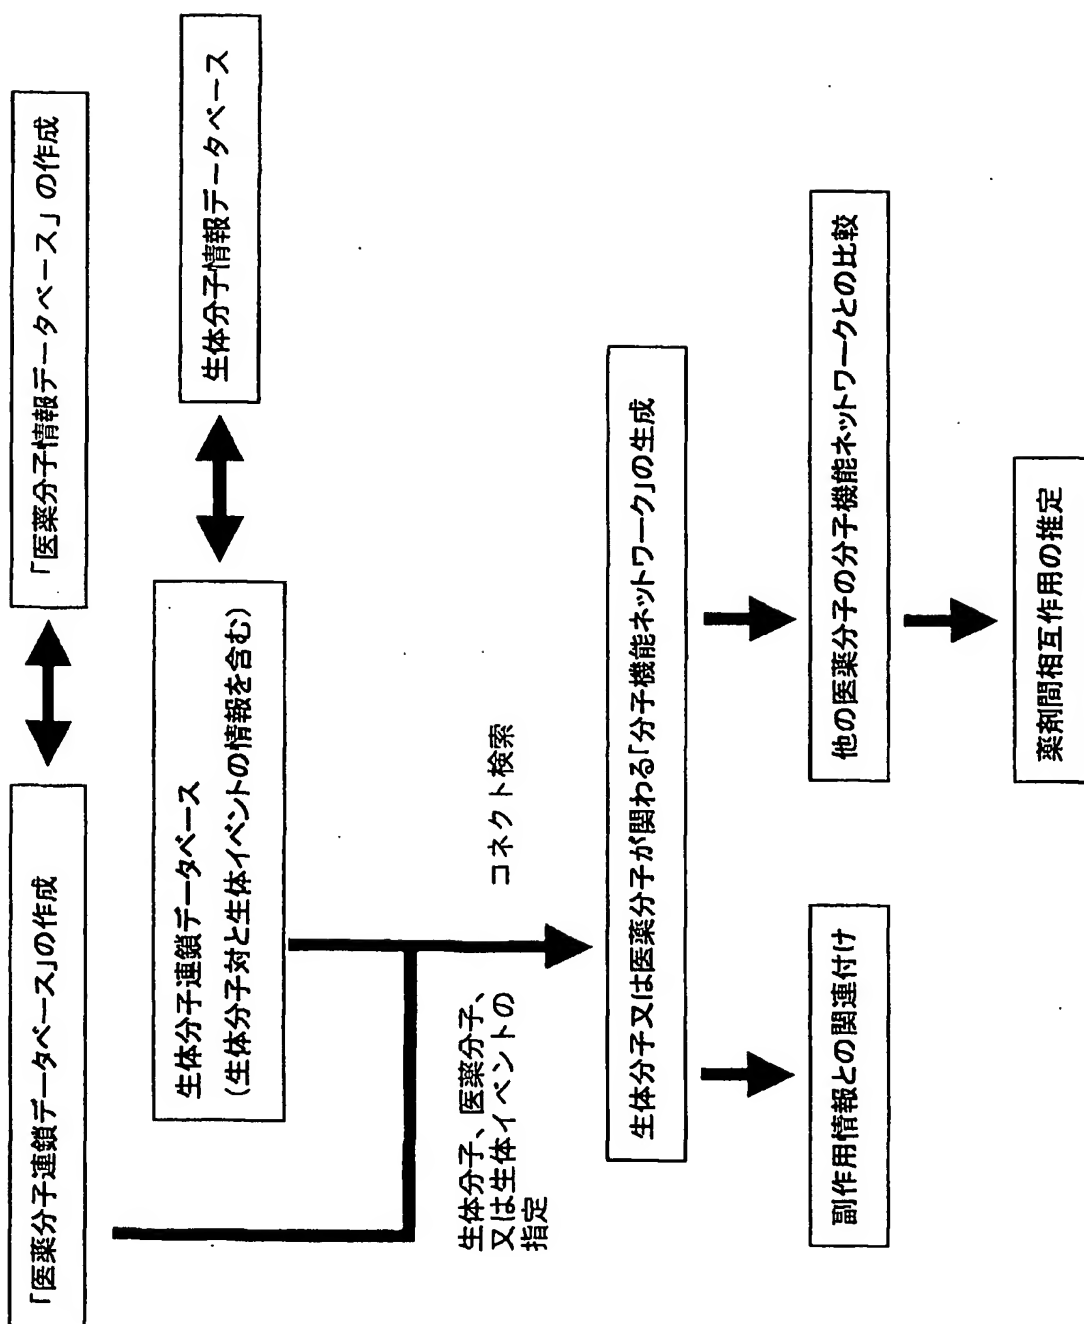 「医薬分子連鎖データベース」の作成
「医薬分子情報データベース」の作成
生体分子連鎖データベース
(生体分子対と生体イベントの情報を含む)
生体分子情報データベース
生体分子、医薬分子、
又は生体イベントの
指定
コネクト検索
生体分子又は医薬分子が関わる「分子機能ネットワーク」の生成
副作用情報との関連付け
他の医薬分子の分子機能ネットワークとの比較
薬剤間相互作用の推定